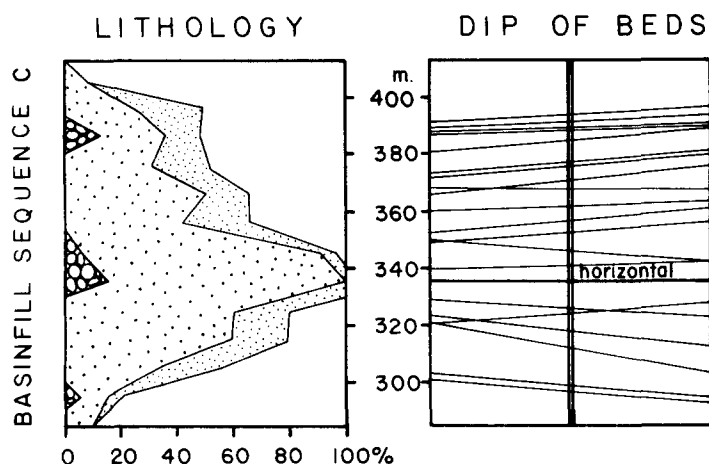 LITHOLOGY
DIP OF BEDS
BASINFILL SEQUENCE C
m.
400
380
360
340
320
300
horizontal
0 20 40 60 80 100%